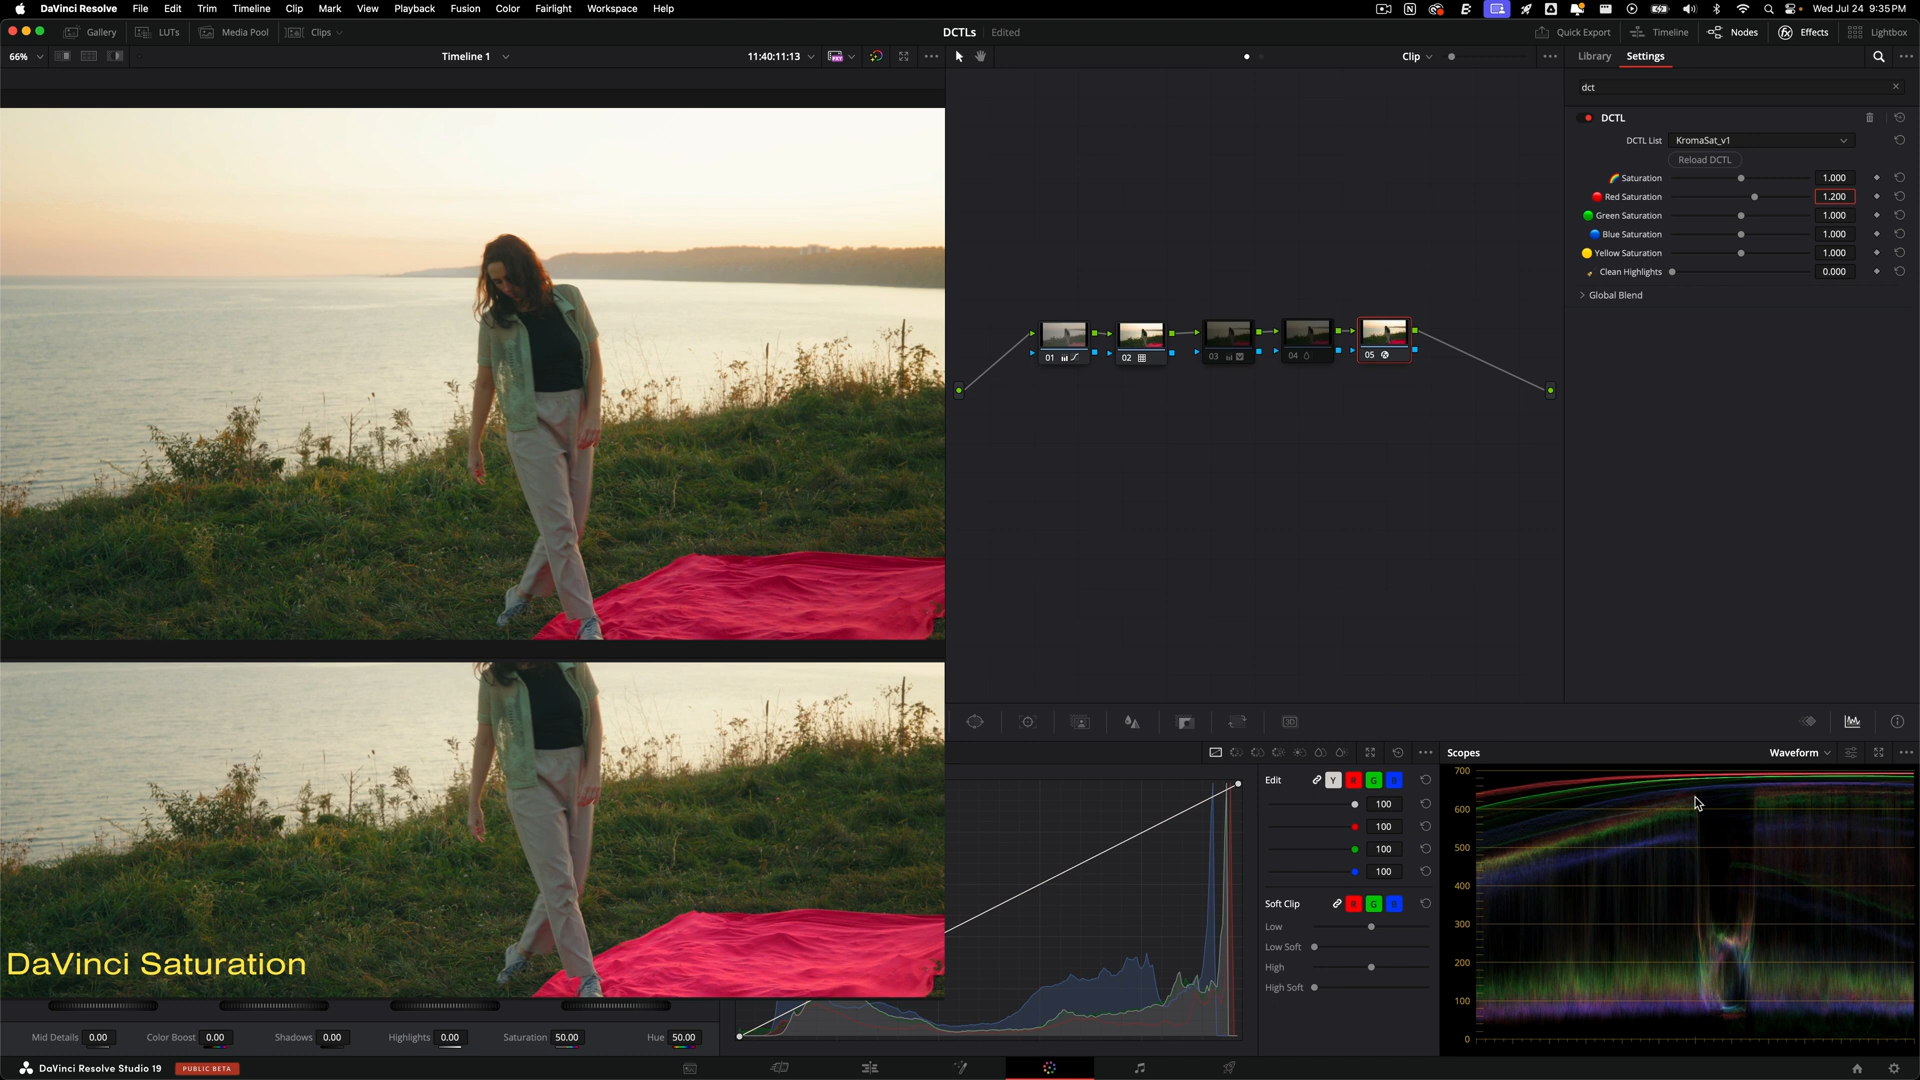 DaVinci Resolve File Edit Trim Timeline Clip Mark View Playback Fusion Color Fairlight Workspace Help
Wed Jul 24 9:35 PM
Gallery LUTs Media Pool Clips
DCTLs Edited
Quick Export Timeline Nodes Effects Lightbox
66%
Timeline 1
11:40:11:13
Clip
Library Settings
dct
DCTL
DCTL List KromaSat_v1
Reload DCTL
Saturation 1.000
Red Saturation 1.200
Green Saturation 1.000
Blue Saturation 1.000
Yellow Saturation 1.000
Clean Highlights 0.000
Global Blend
01
02
03
04
05
Scopes
Waveform
Edit Y R G B
100
100
100
100
Soft Clip R G B
Low
Low Soft
High
High Soft
700
600
500
400
300
200
100
0
DaVinci Saturation
Mid Details 0.00 Color Boost 0.00 Shadows 0.00 Highlights 0.00 Saturation 50.00 Hue 50.00
DaVinci Resolve Studio 19 PUBLIC BETA